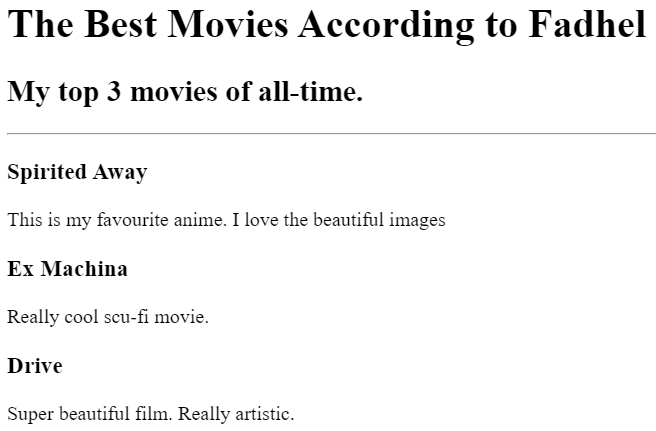 The Best Movies According to Fadhel
My top 3 movies of all-time.
Spirited Away
This is my favourite anime. I love the beautiful images
Ex Machina
Really cool scu-fi movie.
Drive
Super beautiful film. Really artistic.